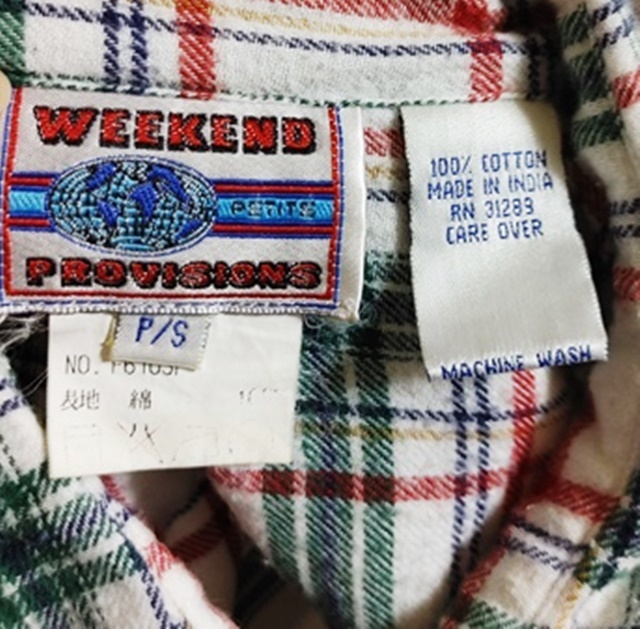 WEEKEND
PETITE
PROVISIONS
P/S
100% COTTON
MADE IN INDIA
RN 31289
CARE OVER
MACHINE WASH
NO.
表地 綿